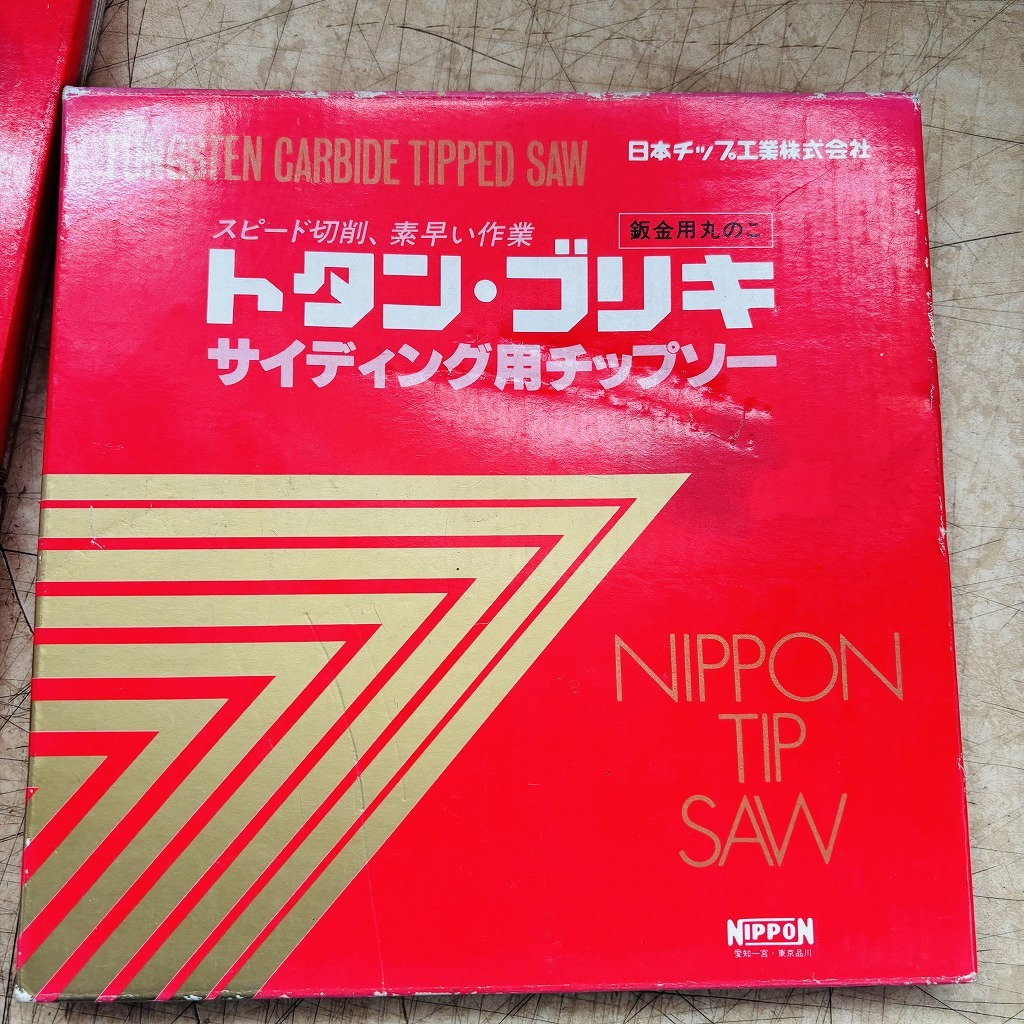 TUNGSTEN CARBIDE TIPPED SAW
日本チップ工業株式会社
スピード切削、素早い作業
鈑金用丸のこ
トタン・ブリキ
サイディング用チップソー
NIPPON
TIP
SAW
NIPPON
愛知一宮・東京品川